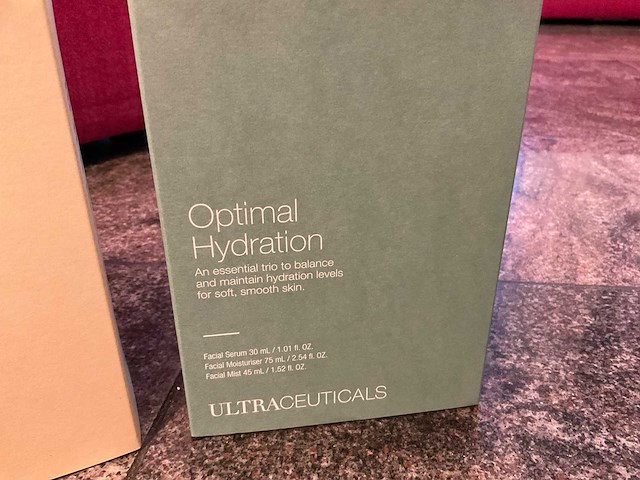 Optimal
Hydration
An essential trio to balance
and maintain hydration levels
for soft, smooth skin.
Facial Serum 30 mL / 1.01 fl. OZ.
Facial Moisturiser 75 mL / 2.54 fl. OZ.
Facial Mist 45 mL / 1.52 fl. OZ.
ULTRACEUTICALS